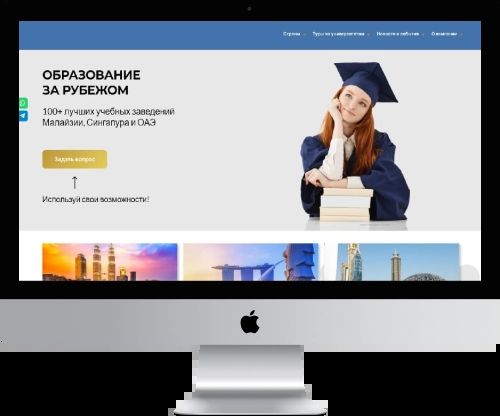 Страны Туры по университетам Новости и события О компании
ОБРАЗОВАНИЕ
ЗА РУБЕЖОМ
100+ лучших учебных заведений
Малайзии, Сингапура и ОАЭ
Задать вопрос
Используй свои возможности!